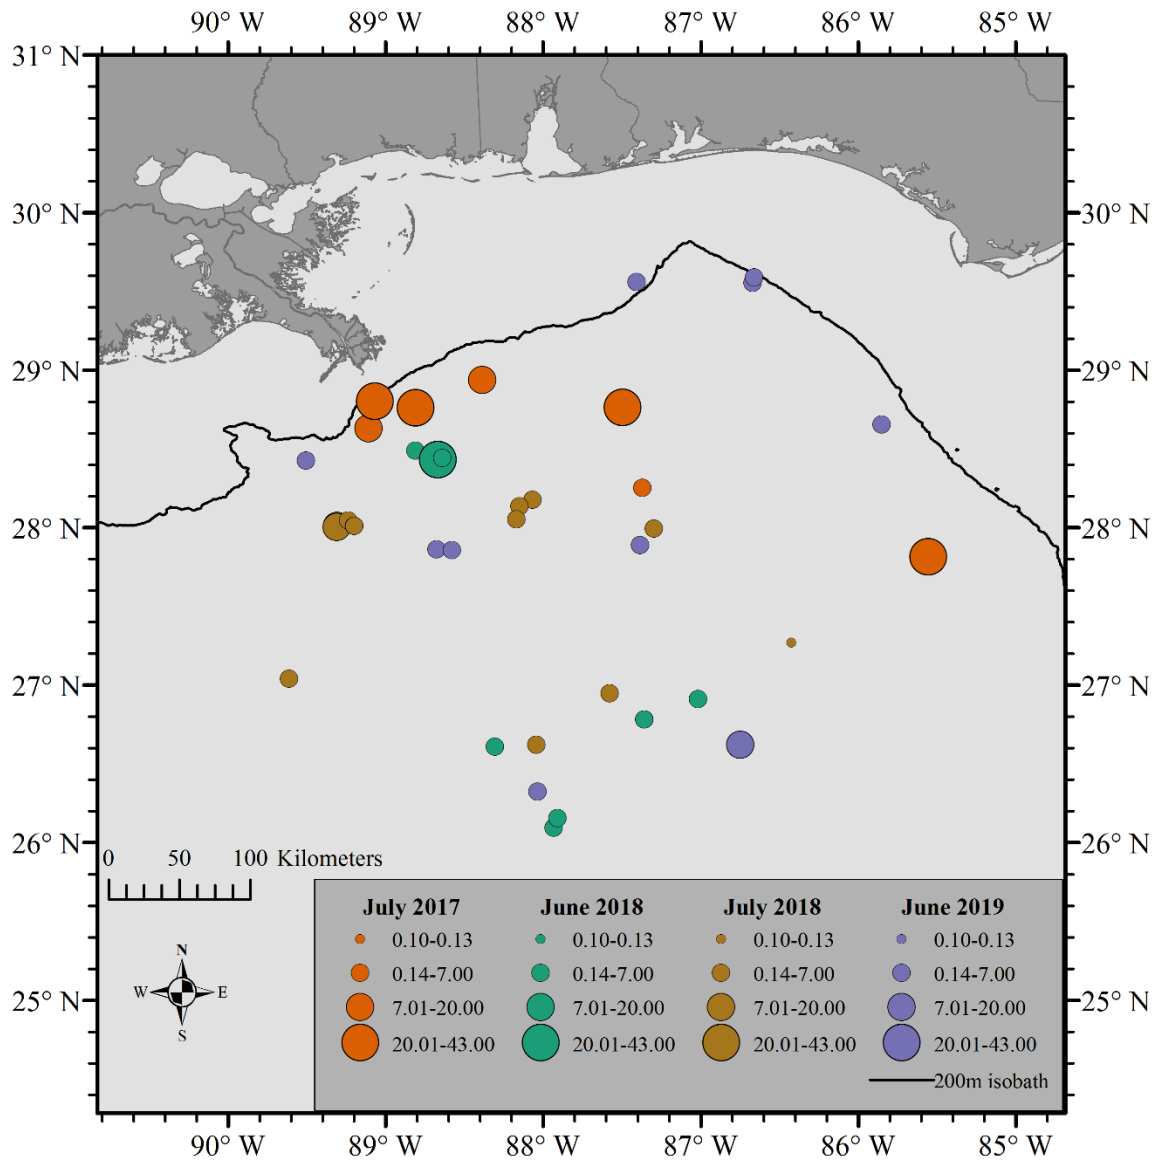 90° W 89° W 88° W 87° W 86° W 85° W
31° N
30° N 30° N
29° N 29° N
28° N 28° N
27° N 27° N
26° N 26° N
0 50 100 Kilometers
July 2017 June 2018 July 2018 June 2019
0.10-0.13 0.10-0.13 0.10-0.13 0.10-0.13
N
0.14-7.00 0.14-7.00 0.14-7.00 0.14-7.00
W E
25° N 25° N
7.01-20.00 7.01-20.00 7.01-20.00 7.01-20.00
S
20.01-43.00 20.01-43.00 20.01-43.00 20.01-43.00
200m isobath
90° W 89° W 88° W 87° W 86° W 85° W